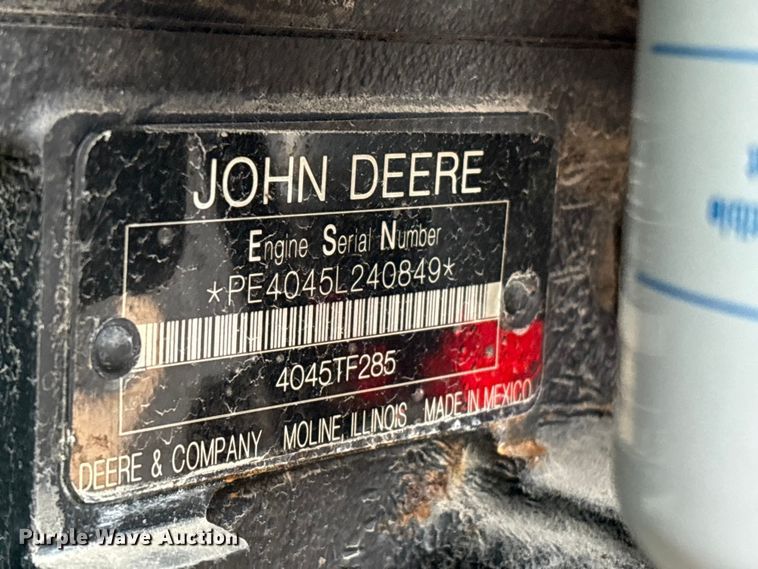 JOHN DEERE
Engine Serial Number
*PE4045L240849*
4045TF285
DEERE & COMPANY MOLINE, ILLINOIS MADE IN MEXICO
Purple Wave Auction